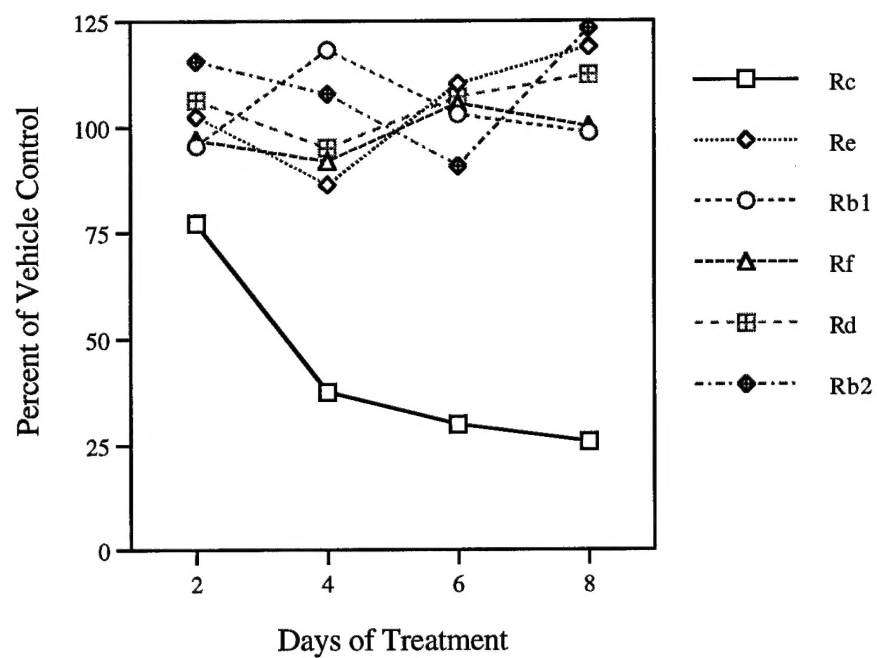 Percent of Vehicle Control
125
100
75
50
25
0
2 4 6 8
Days of Treatment
Rc
Re
Rb1
Rf
Rd
Rb2